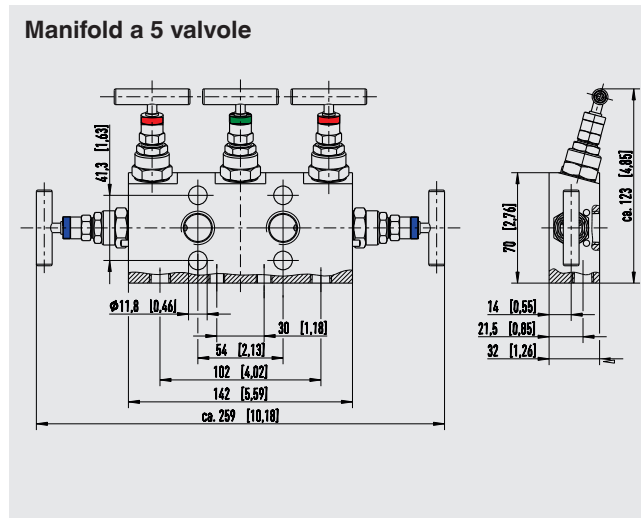 Manifold a 5 valvole
41,3 [1,63]
ca. 123 [4,85]
70 [2,76]
ø11,8 [0,46]
30 [1,18]
54 [2,13]
102 [4,02]
142 [5,59]
ca. 259 [10,18]
14 [0,55]
21,5 [0,85]
32 [1,26]